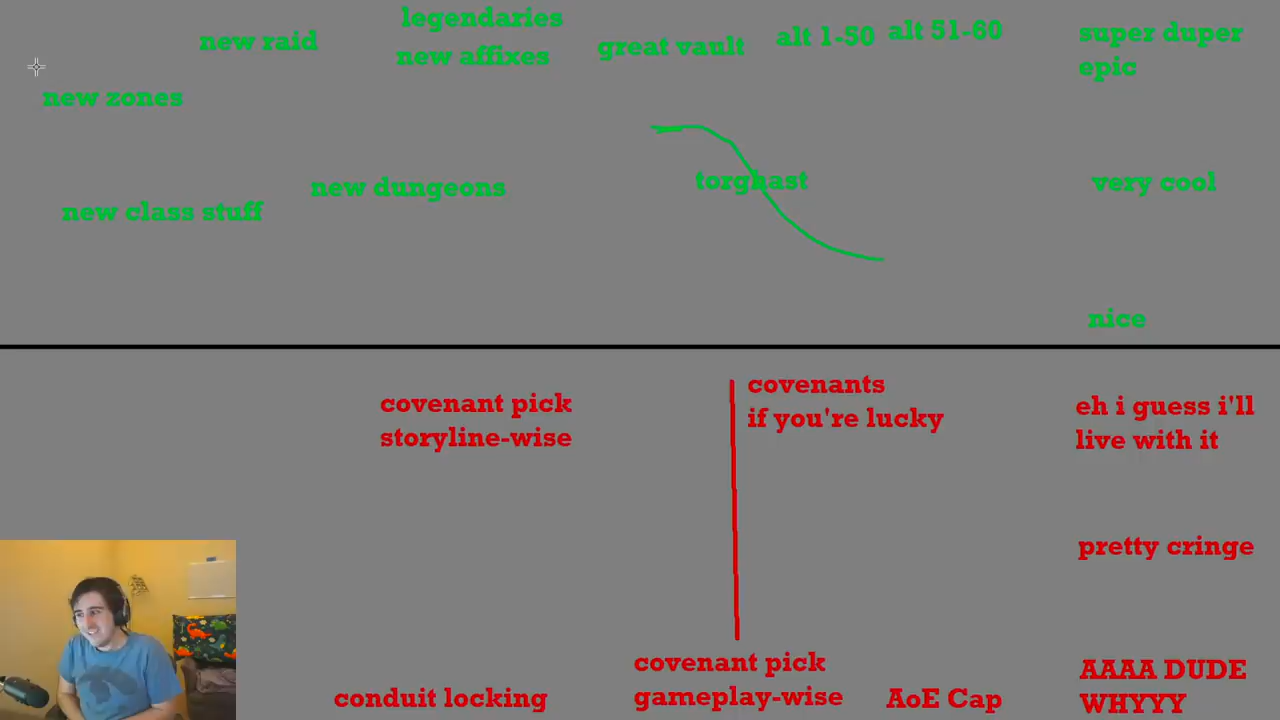 legendaries
new raid
new affixes
great vault
alt 1-50
alt 51-60
super duper
epic
new zones
new dungeons
new class stuff
torghast
very cool
nice
covenant pick
storyline-wise
covenants
if you're lucky
eh i guess i'll
live with it
pretty cringe
conduit locking
covenant pick
gameplay-wise
AoE Cap
AAAA DUDE
WHYYY